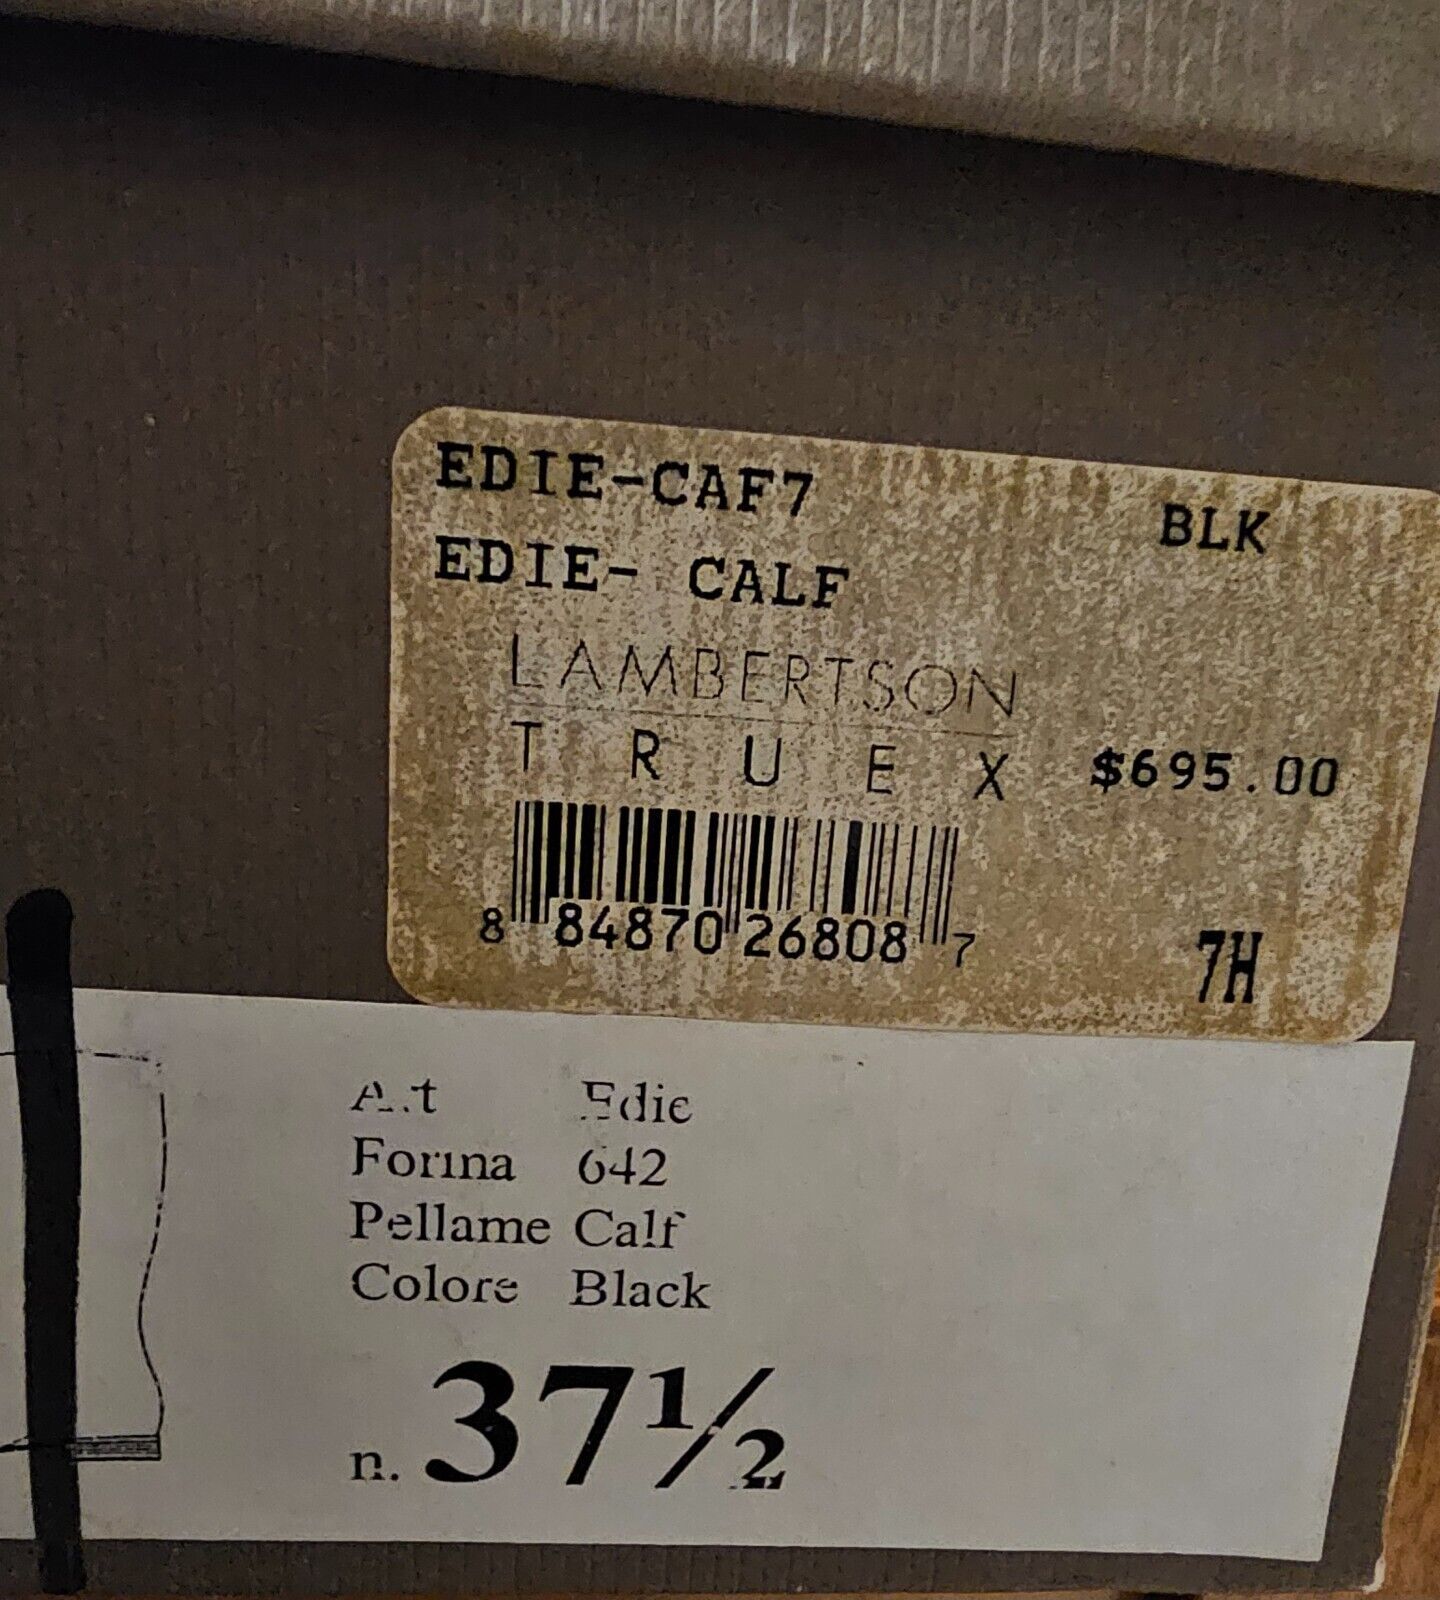 EDIE-CAF7 BLK
EDIE- CALF
LAMBERTSON
TRUEX $695.00
8 84870 26808 7
7H
Art Edie
Forma 642
Pellame Calf
Colore Black
n. 37½